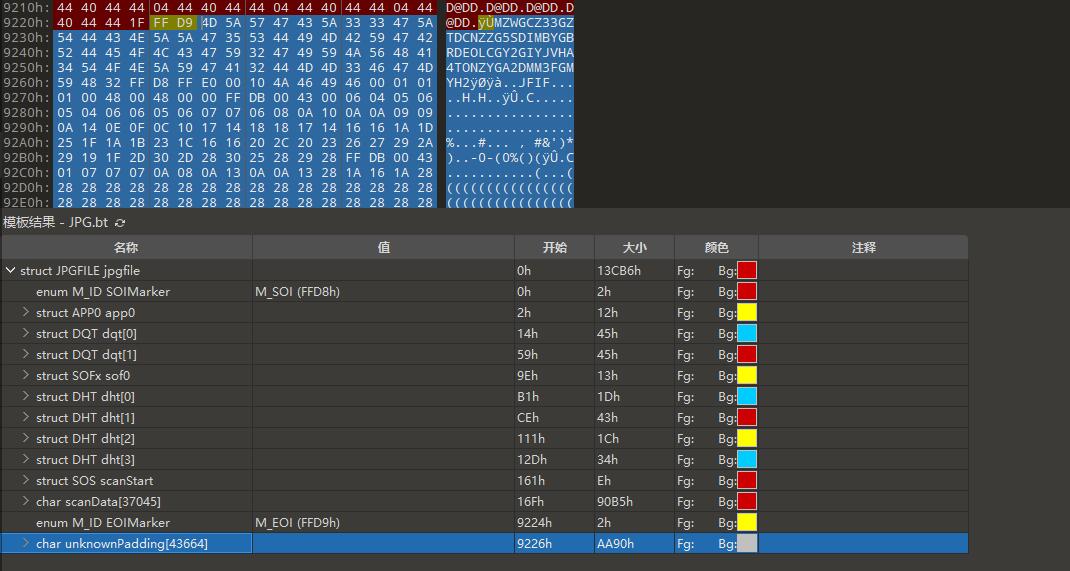 9210h: 44 40 44 44 04 44 40 44 44 04 44 40 44 44 04 44 D@DD.D@DD.D@DD.D
9220h: 40 44 44 1F FF D9 4D 5A 57 47 43 5A 33 33 47 5A @DD.ÿÙMZWGCZ33GZ
9230h: 54 44 43 4E 5A 5A 47 35 53 44 49 4D 42 59 47 42 TDCNZZG5SDIMBYGB
9240h: 52 44 45 4F 4C 43 47 59 32 47 49 59 4A 56 48 41 RDEOLCGY2GIYJVHA
9250h: 34 54 4F 4E 5A 59 47 41 32 44 4D 4D 33 46 47 4D 4TONZYGA2DMM3FGM
9260h: 59 48 32 FF D8 FF E0 00 10 4A 46 49 46 00 01 01 YH2ÿØÿà..JFIF...
9270h: 01 00 48 00 48 00 00 FF DB 00 43 00 06 04 05 06 ..H.H..ÿÛ.C.....
9280h: 05 04 06 06 05 06 07 07 06 08 0A 10 0A 0A 09 09 ................
9290h: 0A 14 0E 0F 0C 10 17 14 18 18 17 14 16 16 1A 1D ................
92A0h: 25 1F 1A 1B 23 1C 16 16 20 2C 20 23 26 27 29 2A %...#... , #&')*
92B0h: 29 19 1F 2D 30 2D 28 30 25 28 29 28 FF DB 00 43 )..-0-(0%()(ÿÛ.C
92C0h: 01 07 07 07 0A 08 0A 13 0A 0A 13 28 1A 16 1A 28 ...........(...(
92D0h: 28 28 28 28 28 28 28 28 28 28 28 28 28 28 28 28 ((((((((((((((((
92E0h: 28 28 28 28 28 28 28 28 28 28 28 28 28 28 28 28 ((((((((((((((((
模板结果 - JPG.bt
名称 值 开始 大小 颜色 注释
struct JPGFILE jpgfile 0h 13CB6h Fg: Bg:
enum M_ID SOIMarker M_SOI (FFD8h) 0h 2h Fg: Bg:
struct APP0 app0 2h 12h Fg: Bg:
struct DQT dqt[0] 14h 45h Fg: Bg:
struct DQT dqt[1] 59h 45h Fg: Bg:
struct SOFx sof0 9Eh 13h Fg: Bg:
struct DHT dht[0] B1h 1Dh Fg: Bg:
struct DHT dht[1] CEh 43h Fg: Bg:
struct DHT dht[2] 111h 1Ch Fg: Bg:
struct DHT dht[3] 12Dh 34h Fg: Bg:
struct SOS scanStart 161h Eh Fg: Bg:
char scanData[37045] 16Fh 90B5h Fg: Bg:
enum M_ID EOIMarker M_EOI (FFD9h) 9224h 2h Fg: Bg:
char unknownPadding[43664] 9226h AA90h Fg: Bg: